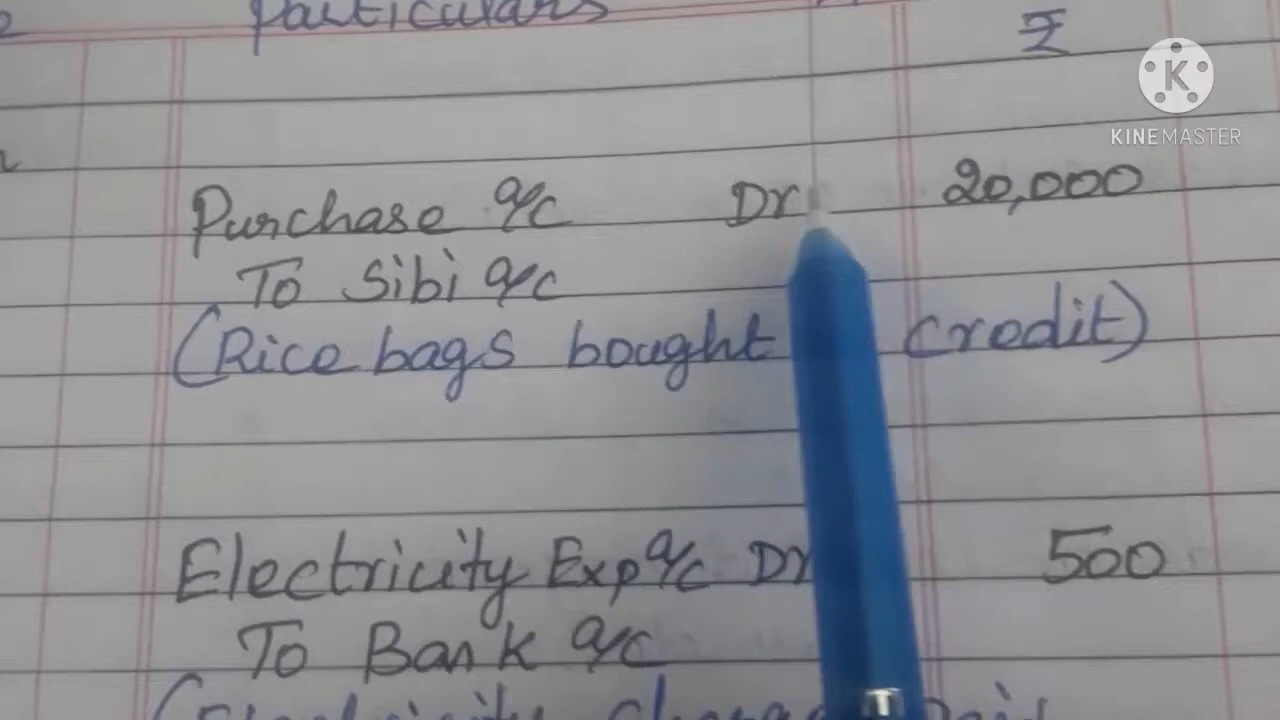 Particulars
₹
K
KINEMASTER
Purchase a/c Dr 20,000
To Sibi a/c
(Rice bags bought credit)
Electricity Exp a/c Dr 500
To Bank a/c